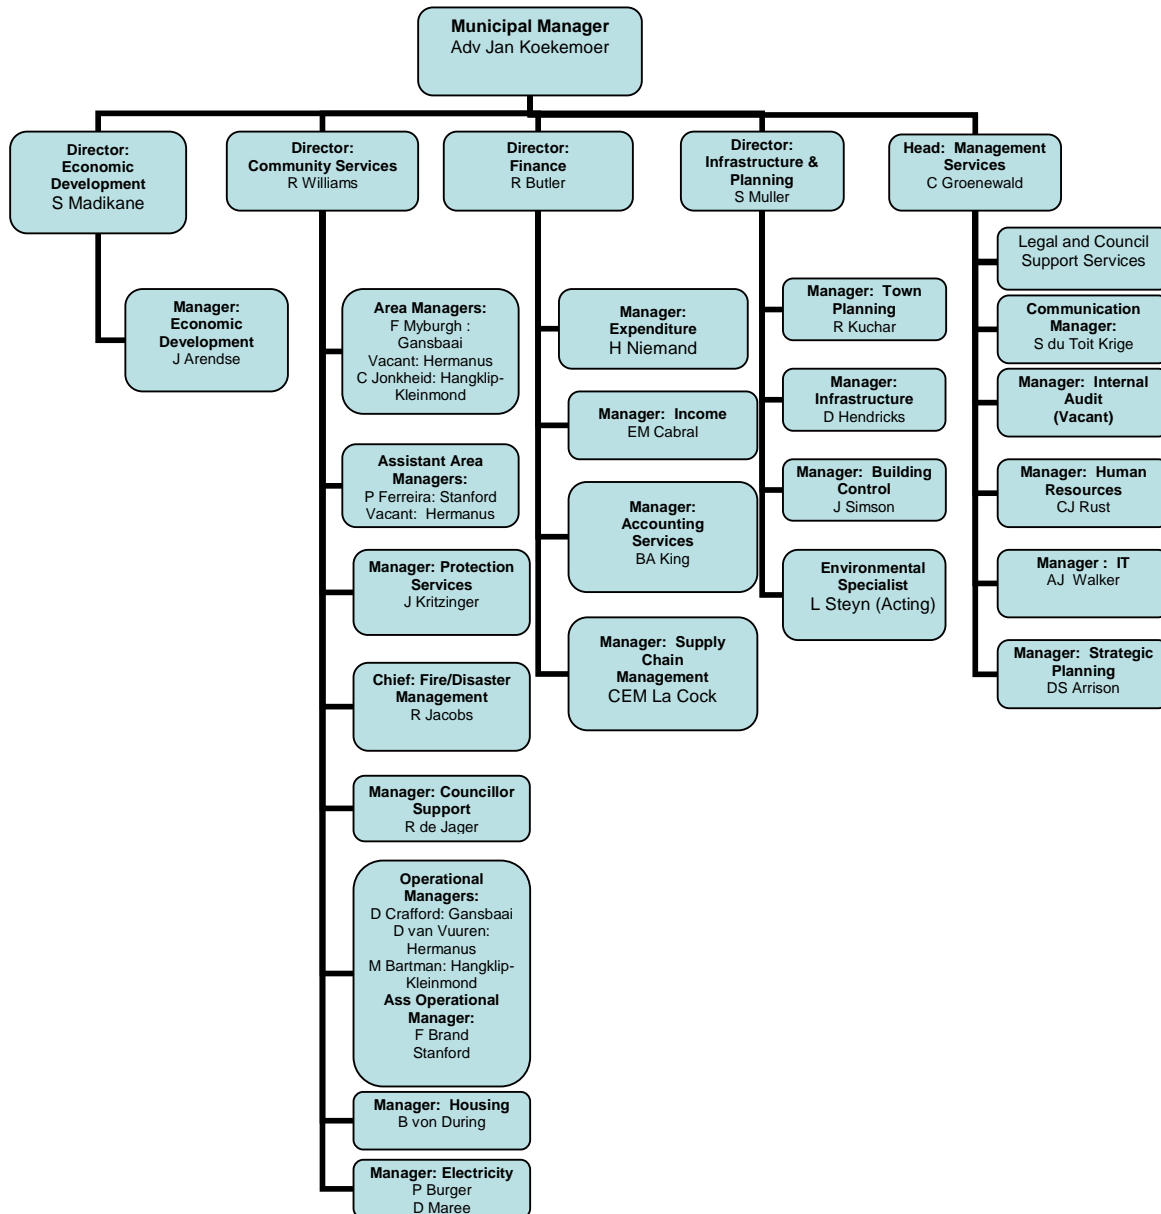 Municipal Manager
Adv Jan Koekemoer
Director:
Economic
Development
S Madikane
Director:
Community Services
R Williams
Director:
Finance
R Butler
Director:
Infrastructure &
Planning
S Muller
Head:  Management
Services
C Groenewald
Manager:
Economic
Development
J Arendse
Area Managers:
F Myburgh :
Gansbaai
Vacant: Hermanus
C Jonkheid: Hangklip-
Kleinmond
Assistant Area
Managers:
P Ferreira: Stanford
Vacant:  Hermanus
Manager: Protection
Services
J Kritzinger
Chief: Fire/Disaster
Management
R Jacobs
Manager: Councillor
Support
R de Jager
Operational
Managers:
D Crafford: Gansbaai
D van Vuuren:
Hermanus
M Bartman: Hangklip-
Kleinmond
Ass Operational
Manager:
F Brand
Stanford
Manager:  Housing
B von During
Manager: Electricity
P Burger
D Maree
Manager:
Expenditure
H Niemand
Manager:  Income
EM Cabral
Manager:
Accounting
Services
BA King
Manager:  Supply
Chain
Management
CEM La Cock
Manager:  Town
Planning
R Kuchar
Manager:
Infrastructure
D Hendricks
Manager: Building
Control
J Simson
Environmental
Specialist
L Steyn (Acting)
Legal and Council
Support Services
Communication
Manager:
S du Toit Krige
Manager:  Internal
Audit
(Vacant)
Manager:  Human
Resources
CJ Rust
Manager :  IT
AJ  Walker
Manager:  Strategic
Planning
DS Arrison